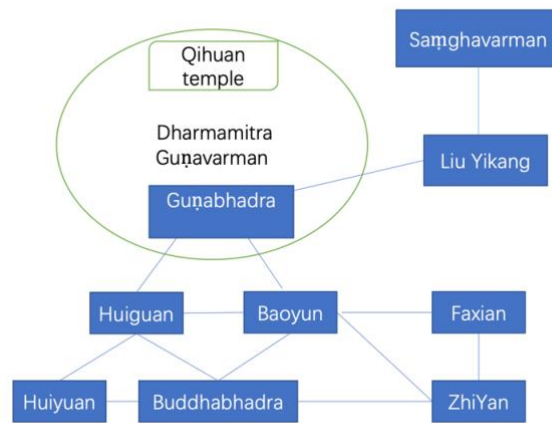 Saṃghavarman
Qihuan
temple
Dharmamitra
Guṇavarman
Liu Yikang
Guṇabhadra
Huiguan
Baoyun
Faxian
Huiyuan
Buddhabhadra
ZhiYan